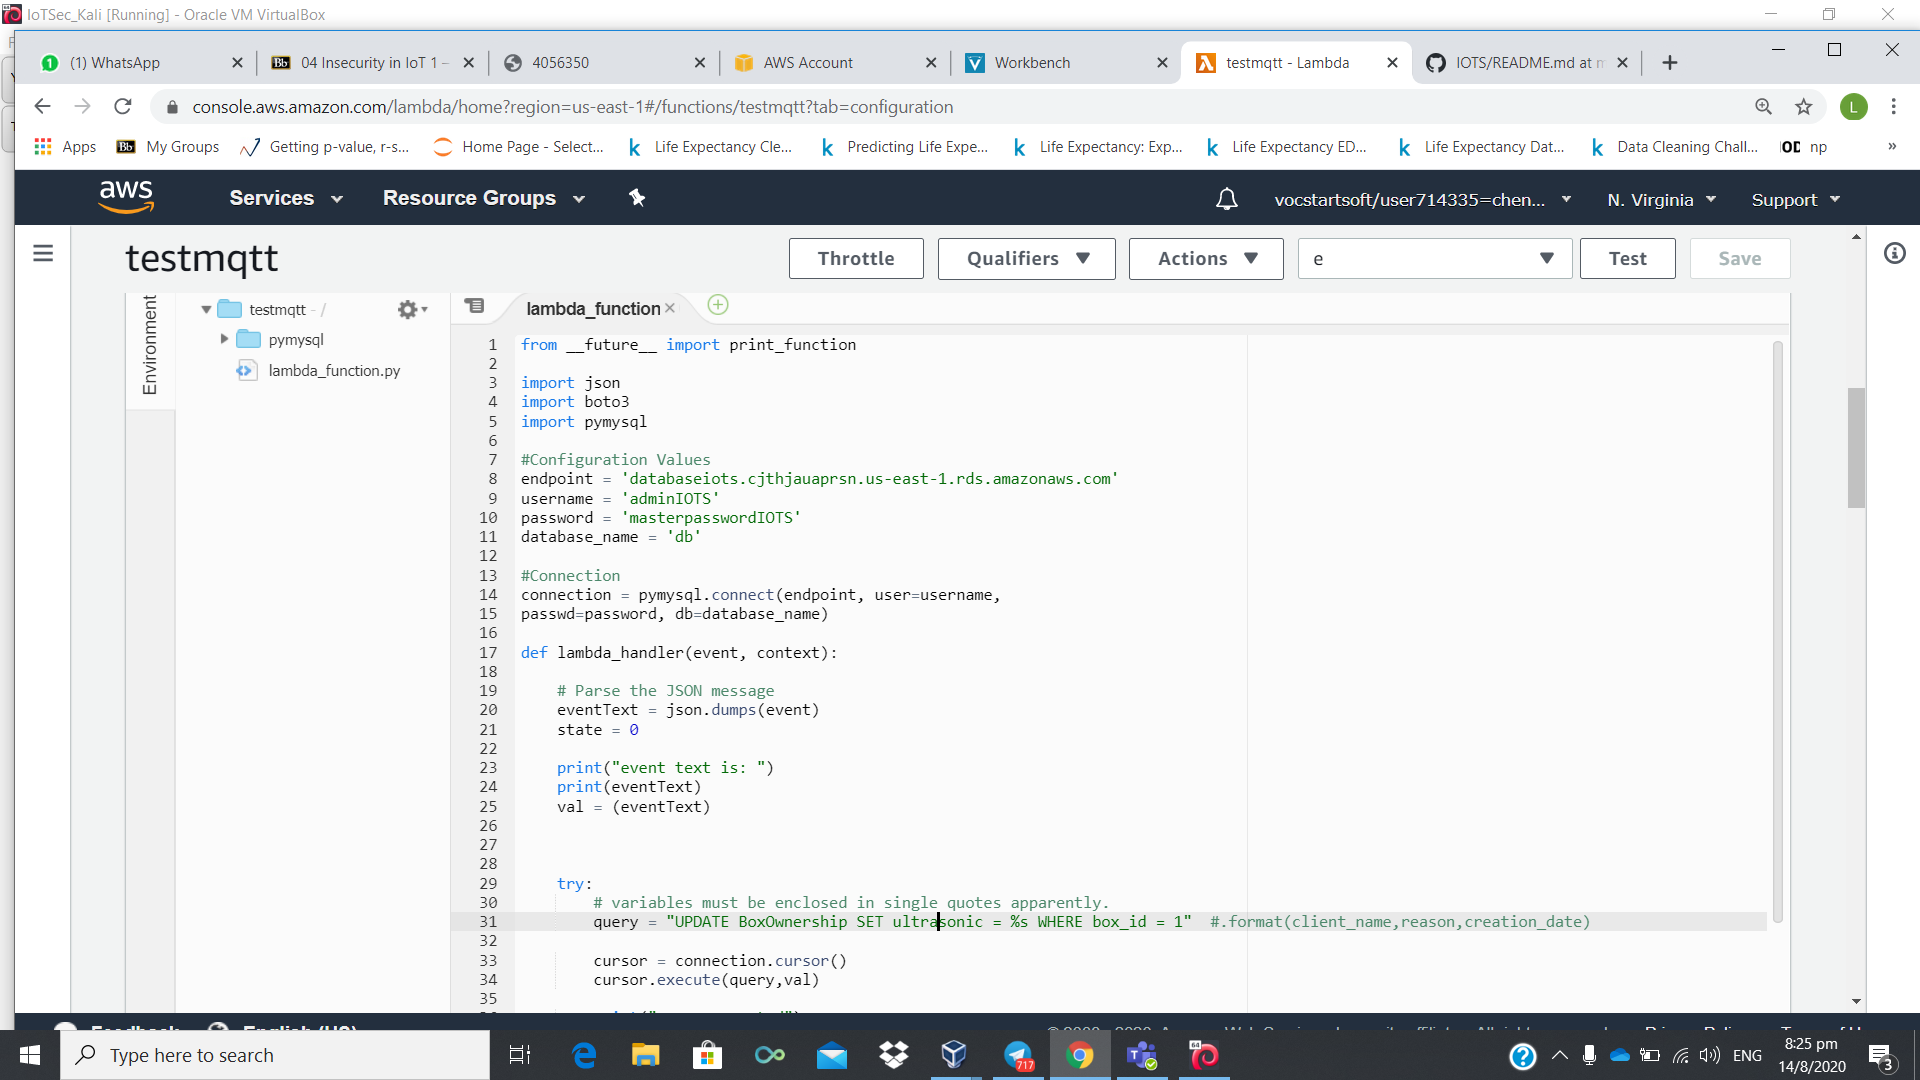 IoTSec_Kali [Running] - Oracle VM VirtualBox
(1) WhatsApp
Bb 04 Insecurity in IoT 1 –
4056350
AWS Account
Workbench
testmqtt - Lambda
IOTS/README.md at m
console.aws.amazon.com/lambda/home?region=us-east-1#/functions/testmqtt?tab=configuration
L
Apps
Bb My Groups
Getting p-value, r-s...
Home Page - Select...
k Life Expectancy Cle...
k Predicting Life Expe...
k Life Expectancy: Exp...
k Life Expectancy ED...
k Life Expectancy Dat...
k Data Cleaning Chall...
OD np
»
aws Services Resource Groups
vocstartsoft/user714335=chen... N. Virginia Support
testmqtt
Throttle Qualifiers Actions e Test Save
Environment
testmqtt - /
pymysql
lambda_function.py
lambda_function
1 from __future__ import print_function
2
3 import json
4 import boto3
5 import pymysql
6
7 #Configuration Values
8 endpoint = 'databaseiots.cjthjauaprsn.us-east-1.rds.amazonaws.com'
9 username = 'adminIOTS'
10 password = 'masterpasswordIOTS'
11 database_name = 'db'
12
13 #Connection
14 connection = pymysql.connect(endpoint, user=username,
15 passwd=password, db=database_name)
16
17 def lambda_handler(event, context):
18
19 # Parse the JSON message
20 eventText = json.dumps(event)
21 state = 0
22
23 print("event text is: ")
24 print(eventText)
25 val = (eventText)
26
27
28
29 try:
30 # variables must be enclosed in single quotes apparently.
31 query = "UPDATE BoxOwnership SET ultrasonic = %s WHERE box_id = 1" #.format(client_name,reason,creation_date)
32
33 cursor = connection.cursor()
34 cursor.execute(query,val)
35
Feedback English (US)
Type here to search
717
64
ENG
8:25 pm
14/8/2020
3